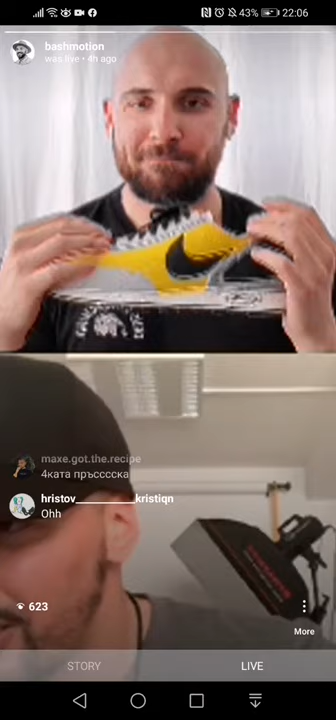 43% 22:06
bashmotion
was live • 4h ago
maxe.got.the.recipe
4ката пръсссска
hristov__________kristiqn
Ohh
623
More
STORY LIVE